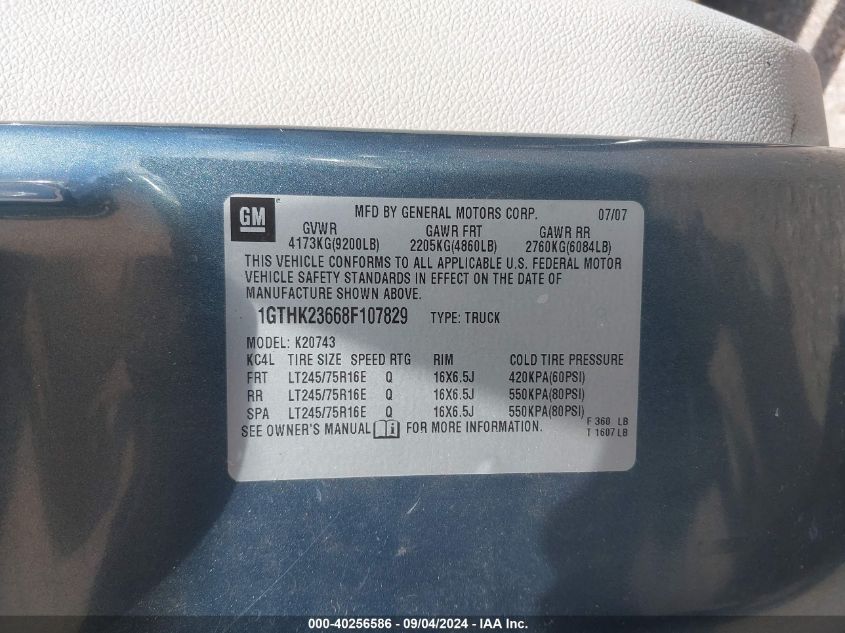 GM
MFD BY GENERAL MOTORS CORP. 07/07
GVWR GAWR FRT GAWR RR
4173KG(9200LB) 2205KG(4860LB) 2760KG(6084LB)
THIS VEHICLE CONFORMS TO ALL APPLICABLE U.S. FEDERAL MOTOR
VEHICLE SAFETY STANDARDS IN EFFECT ON THE DATE OF
MANUFACTURE SHOWN ABOVE.
1GTHK23668F107829 TYPE: TRUCK
MODEL: K20743
KC4L TIRE SIZE SPEED RTG RIM COLD TIRE PRESSURE
FRT LT245/75R16E Q 16X6.5J 420KPA(60PSI)
RR LT245/75R16E Q 16X6.5J 550KPA(80PSI)
SPA LT245/75R16E Q 16X6.5J 550KPA(80PSI)
SEE OWNER'S MANUAL i FOR MORE INFORMATION.
F 360 LB
T 1607 LB
000-40256586 - 09/04/2024 - IAA Inc.